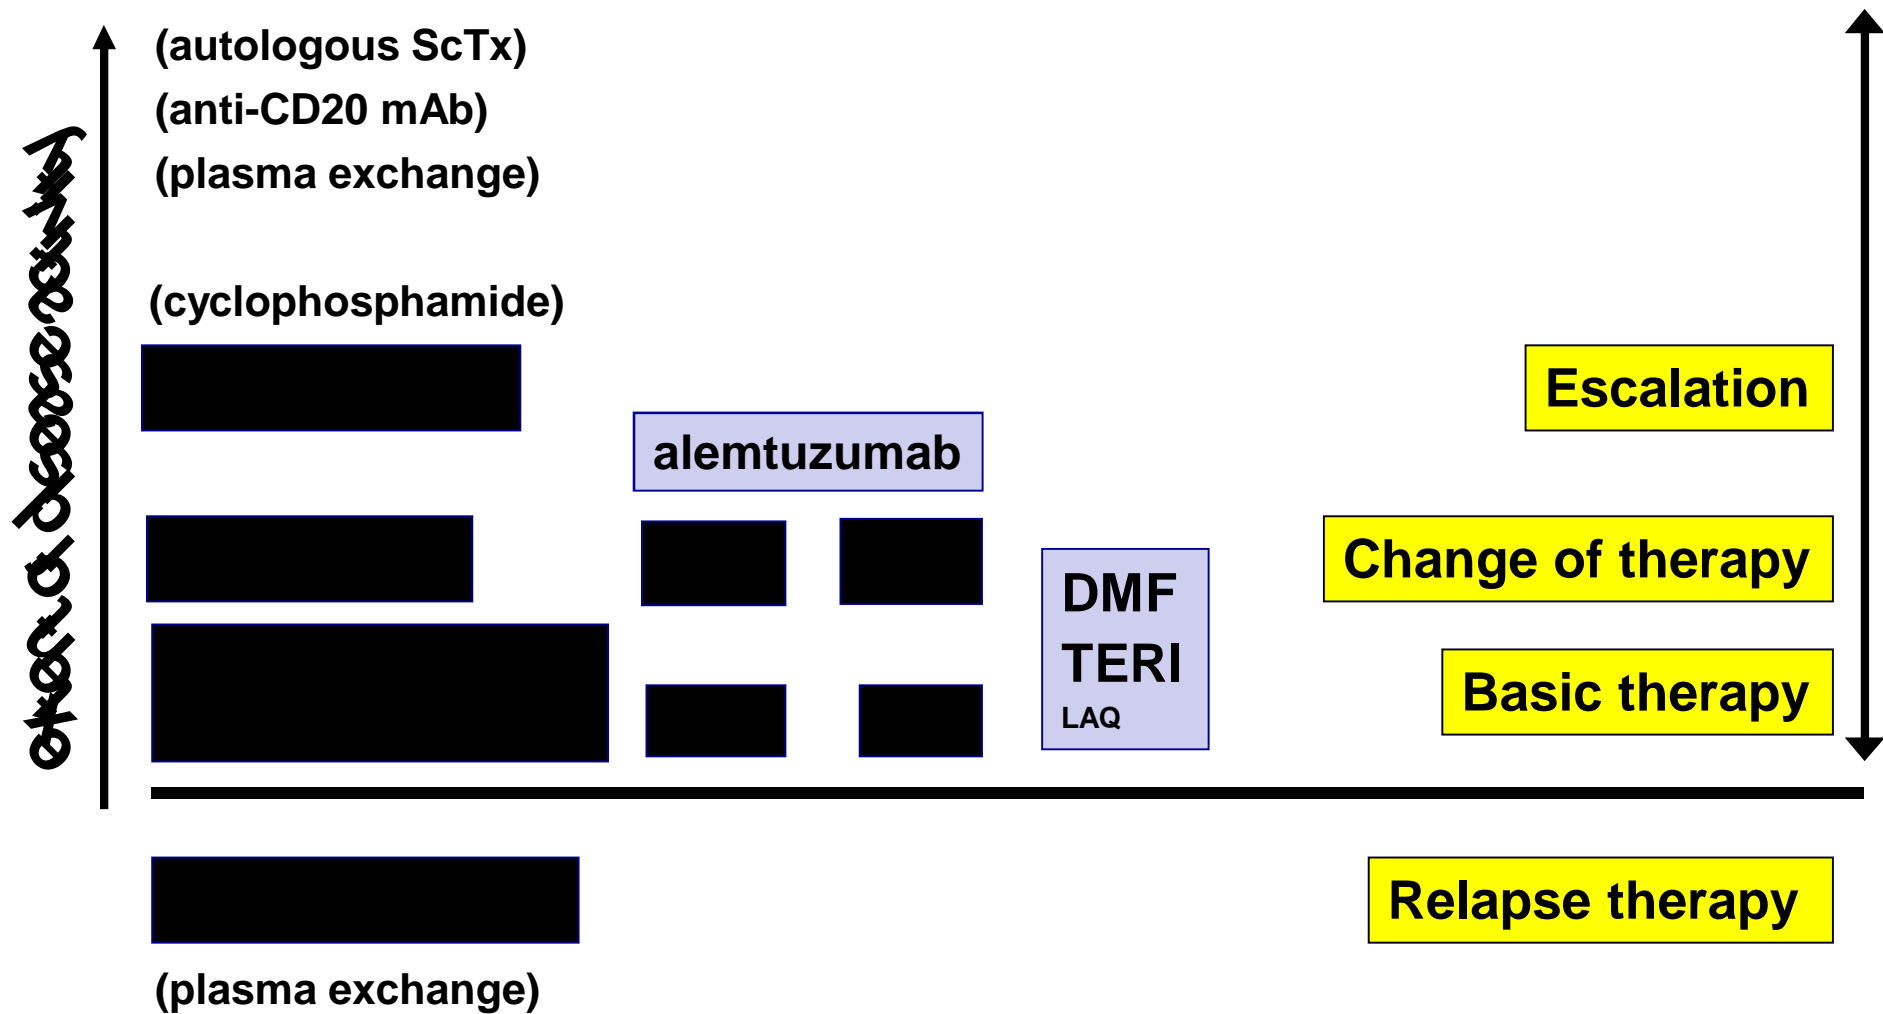 (autologous ScTx)
(anti-CD20 mAb)
(plasma exchange)
(cyclophosphamide)
Escalation
alemtuzumab
Change of therapy
DMF
TERI
LAQ
Basic therapy
Relapse therapy
(plasma exchange)